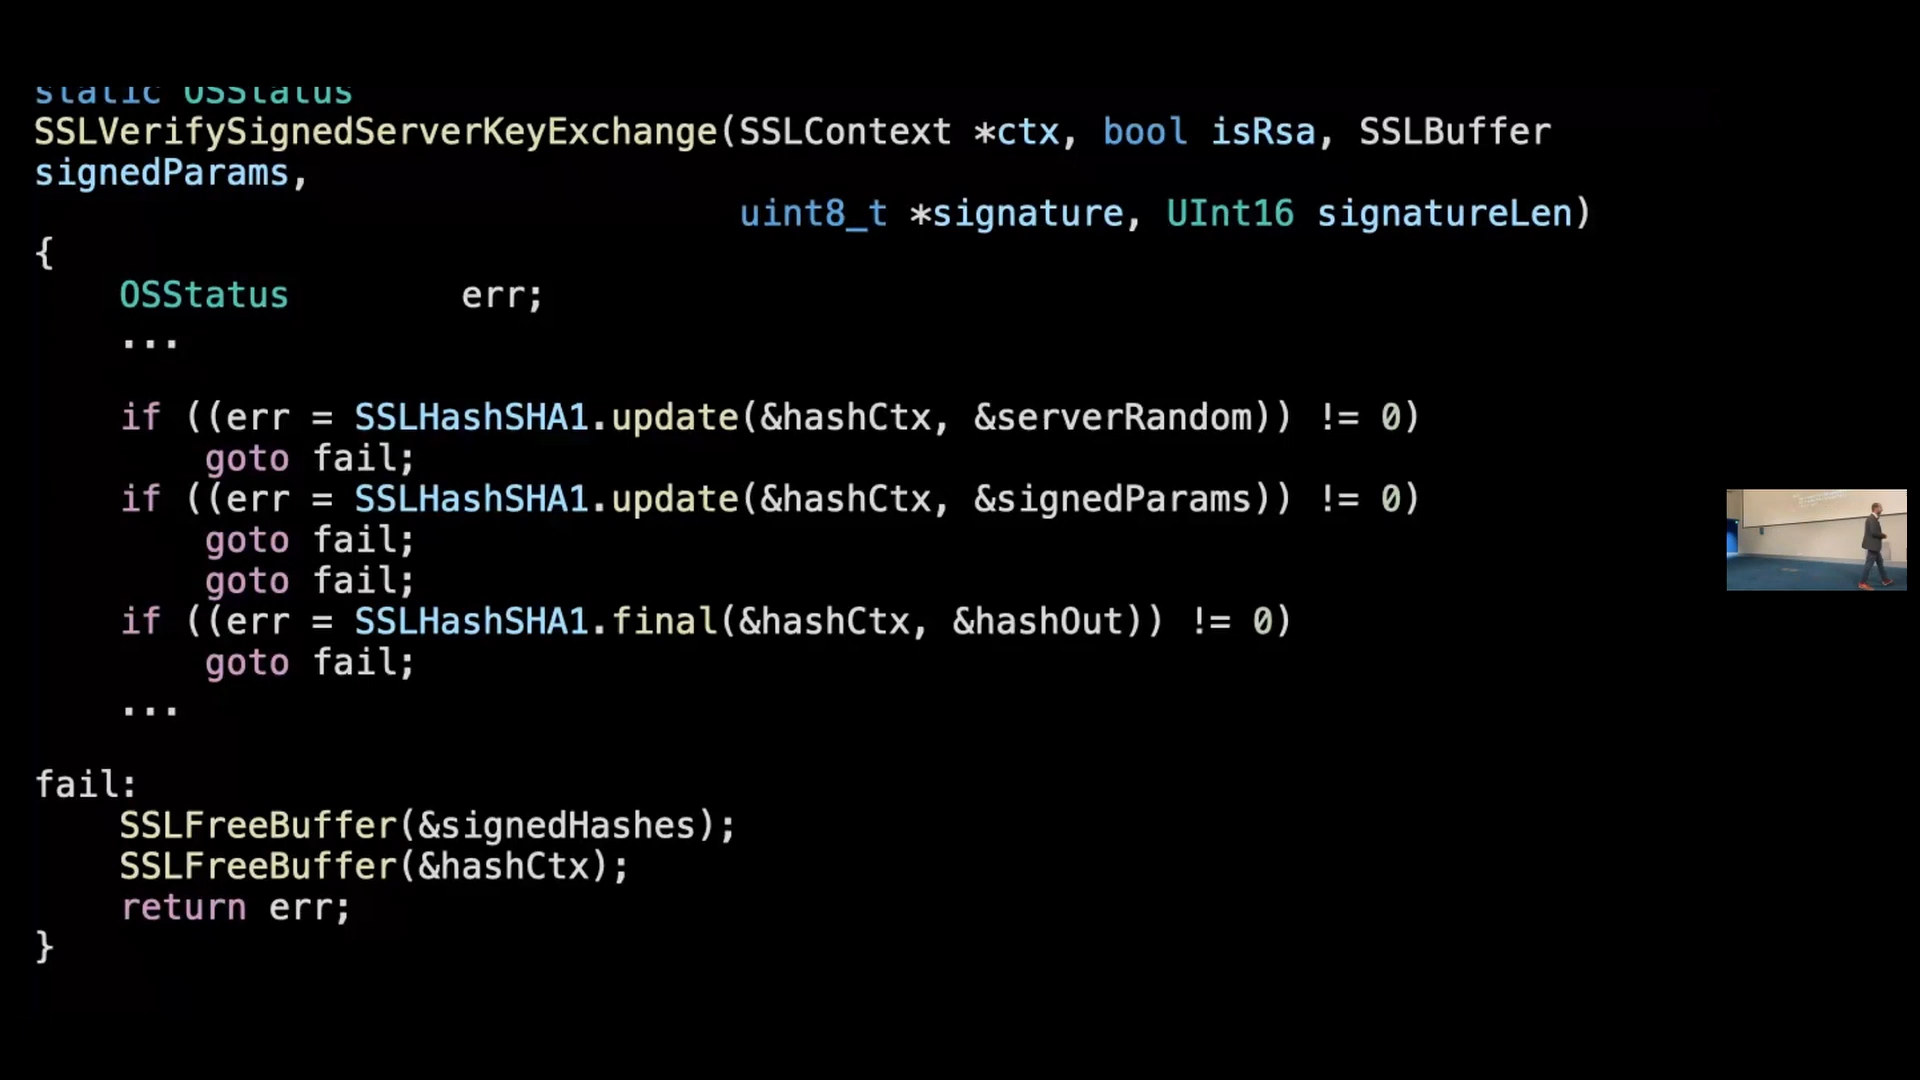 static OSStatus
SSLVerifySignedServerKeyExchange(SSLContext *ctx, bool isRsa, SSLBuffer
signedParams,
                                 uint8_t *signature, UInt16 signatureLen)
{
    OSStatus        err;
    ...
    if ((err = SSLHashSHA1.update(&hashCtx, &serverRandom)) != 0)
        goto fail;
    if ((err = SSLHashSHA1.update(&hashCtx, &signedParams)) != 0)
        goto fail;
        goto fail;
    if ((err = SSLHashSHA1.final(&hashCtx, &hashOut)) != 0)
        goto fail;
    ...
fail:
    SSLFreeBuffer(&signedHashes);
    SSLFreeBuffer(&hashCtx);
    return err;
}